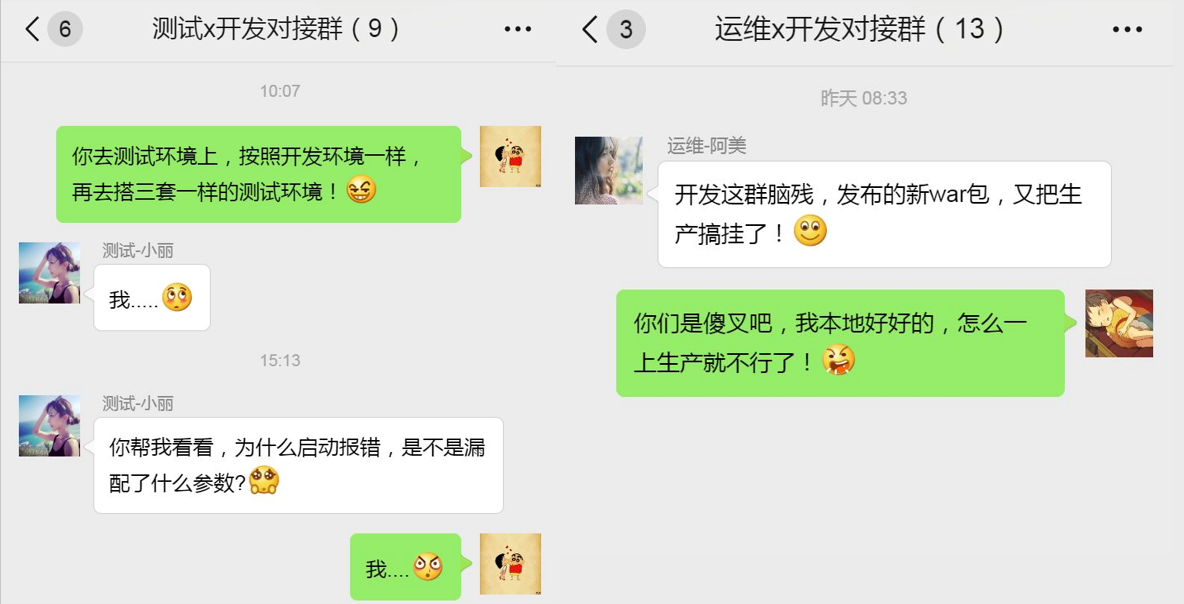 6
测试x开发对接群（9）
10:07
你去测试环境上，按照开发环境一样，
再去搭三套一样的测试环境！
测试-小丽
我.....
15:13
测试-小丽
你帮我看看，为什么启动报错，是不是漏
配了什么参数?
我....
3
运维x开发对接群（13）
昨天 08:33
运维-阿美
开发这群脑残，发布的新war包，又把生
产搞挂了！
你们是傻叉吧，我本地好好的，怎么一
上生产就不行了！